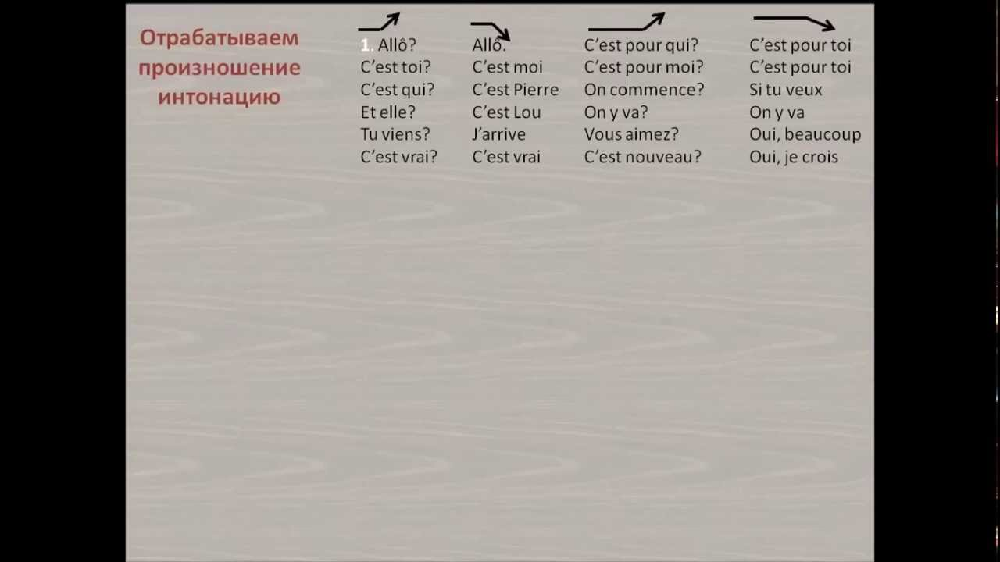 Отрабатываем
произношение
интонацию
1. Allô?
C’est toi?
C’est qui?
Et elle?
Tu viens?
C’est vrai?
Allô.
C’est moi
C’est Pierre
C’est Lou
J’arrive
C’est vrai
C’est pour qui?
C’est pour moi?
On commence?
On y va?
Vous aimez?
C’est nouveau?
C’est pour toi
C’est pour toi
Si tu veux
On y va
Oui, beaucoup
Oui, je crois